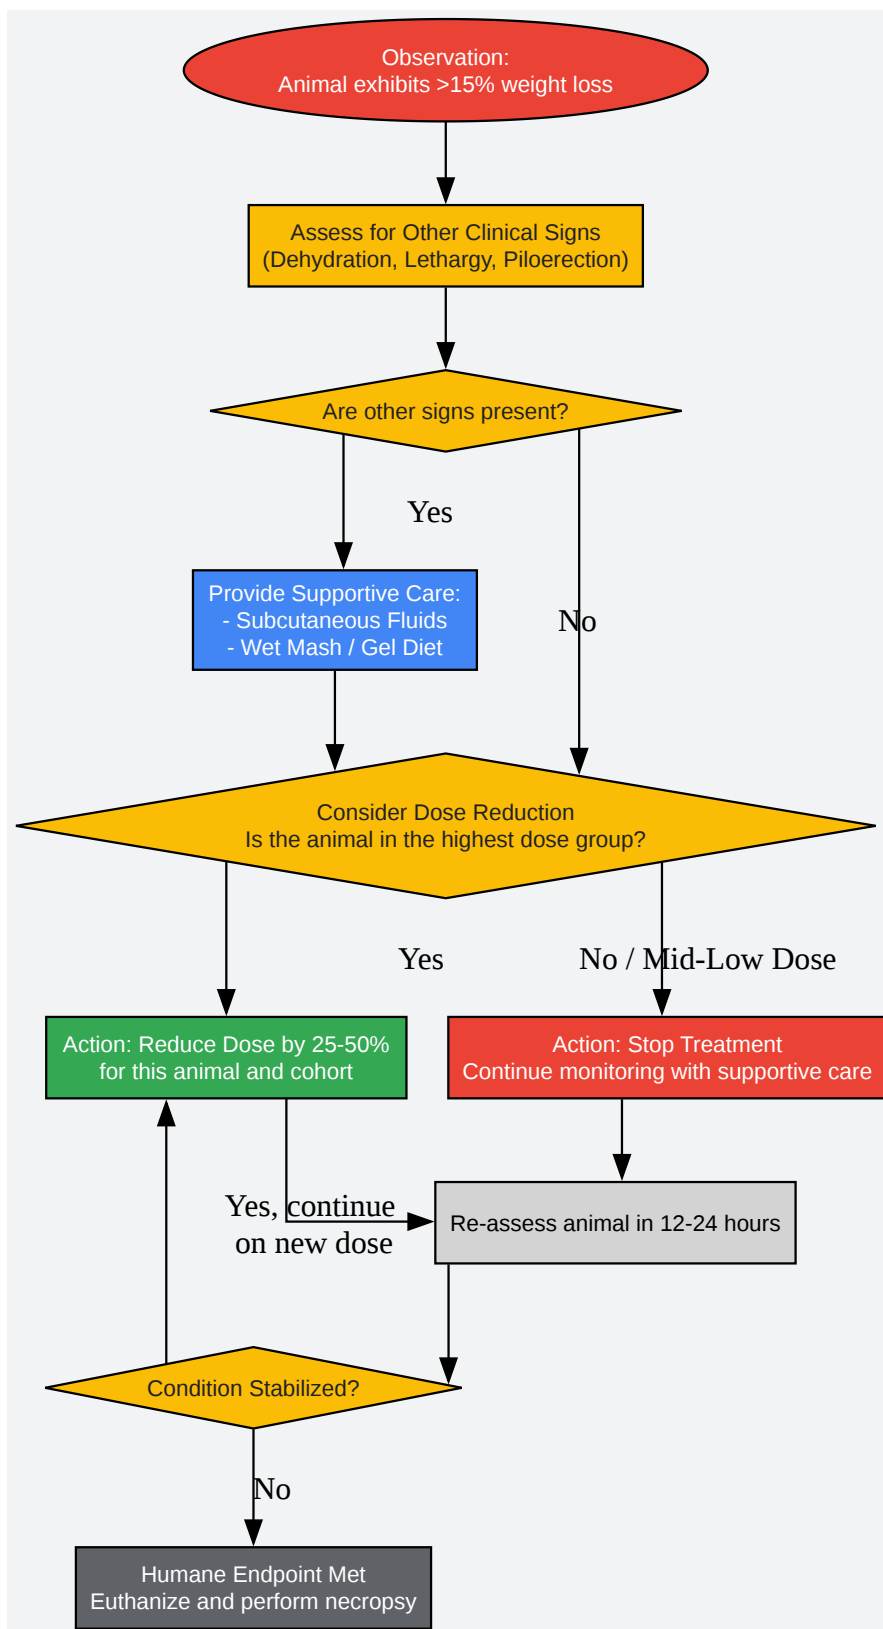 Observation:
Animal exhibits >15% weight loss
Assess for Other Clinical Signs
(Dehydration, Lethargy, Piloerection)
Are other signs present?
Yes
No
Provide Supportive Care:
- Subcutaneous Fluids
- Wet Mash / Gel Diet
Consider Dose Reduction
Is the animal in the highest dose group?
Yes
No / Mid-Low Dose
Action: Reduce Dose by 25-50%
for this animal and cohort
Action: Stop Treatment
Continue monitoring with supportive care
Yes, continue
on new dose
Re-assess animal in 12-24 hours
Condition Stabilized?
No
Humane Endpoint Met
Euthanize and perform necropsy